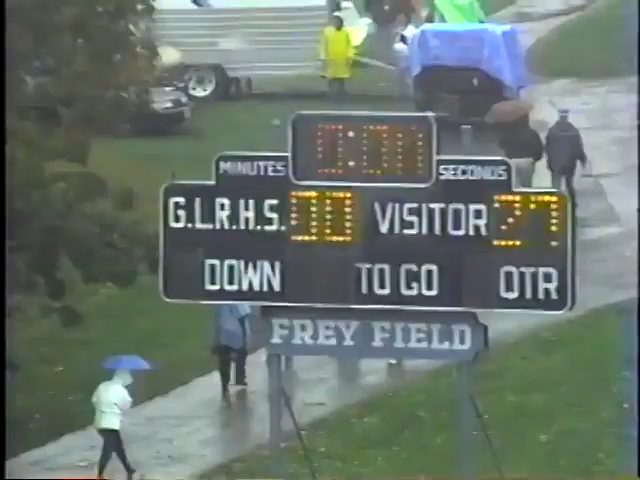 MINUTES 0:00 SECONDS
G.L.R.H.S. 00 VISITOR 27
DOWN TO GO QTR
FREY FIELD